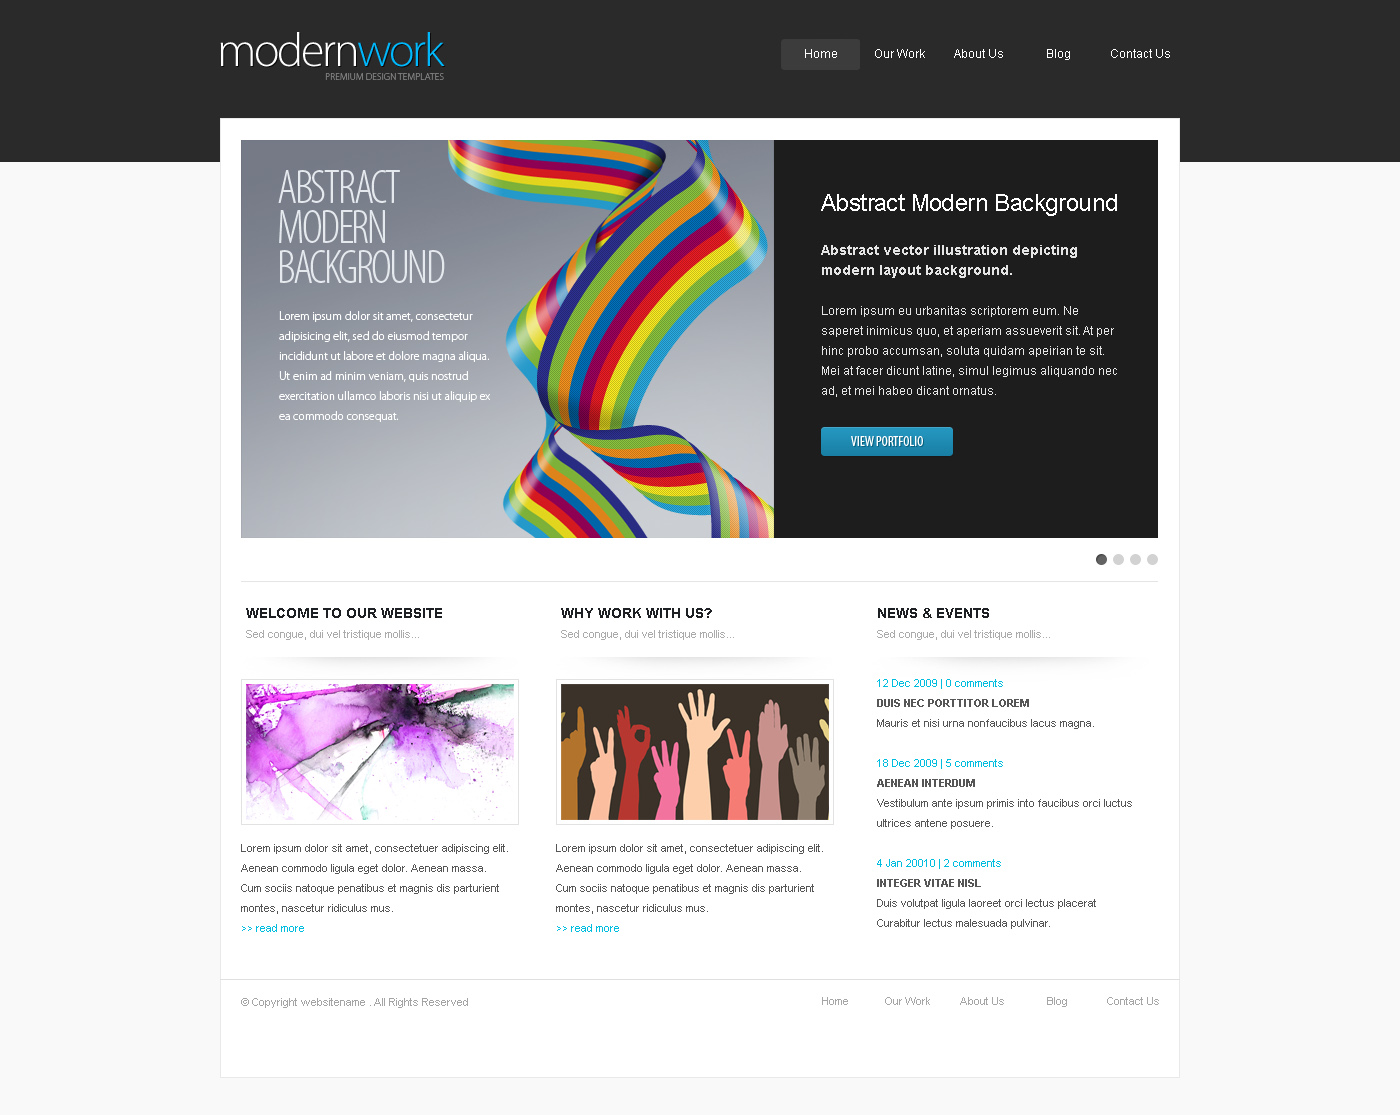 modernwork
PREMIUM DESIGN TEMPLATES
Home
Our Work
About Us
Blog
Contact Us
ABSTRACT
MODERN
BACKGROUND
Lorem ipsum dolor sit amet, consectetur
adipisicing elit, sed do eiusmod tempor
incididunt ut labore et dolore magna aliqua.
Ut enim ad minim veniam, quis nostrud
exercitation ullamco laboris nisi ut aliquip ex
ea commodo consequat.
Abstract Modern Background
Abstract vector illustration depicting
modern layout background.
Lorem ipsum eu urbanitas scriptorem eum. Ne
saperet inimicus quo, et aperiam assueverit sit. At per
hinc probo accumsan, soluta quidam apeirian te sit.
Mei at facer dicunt latine, simul legimus aliquando nec
ad, et mei habeo dicant ornatus.
VIEW PORTFOLIO
WELCOME TO OUR WEBSITE
Sed congue, dui vel tristique mollis...
Lorem ipsum dolor sit amet, consectetuer adipiscing elit.
Aenean commodo ligula eget dolor. Aenean massa.
Cum sociis natoque penatibus et magnis dis parturient
montes, nascetur ridiculus mus.
>> read more
WHY WORK WITH US?
Sed congue, dui vel tristique mollis...
Lorem ipsum dolor sit amet, consectetuer adipiscing elit.
Aenean commodo ligula eget dolor. Aenean massa.
Cum sociis natoque penatibus et magnis dis parturient
montes, nascetur ridiculus mus.
>> read more
NEWS & EVENTS
Sed congue, dui vel tristique mollis...
12 Dec 2009 | 0 comments
DUIS NEC PORTTITOR LOREM
Mauris et nisi urna nonfaucibus lacus magna.
18 Dec 2009 | 5 comments
AENEAN INTERDUM
Vestibulum ante ipsum primis into faucibus orci luctus
ultrices antene posuere.
4 Jan 20010 | 2 comments
INTEGER VITAE NISL
Duis volutpat ligula laoreet orci lectus placerat
Curabitur lectus malesuada pulvinar.
© Copyright websitename . All Rights Reserved
Home
Our Work
About Us
Blog
Contact Us